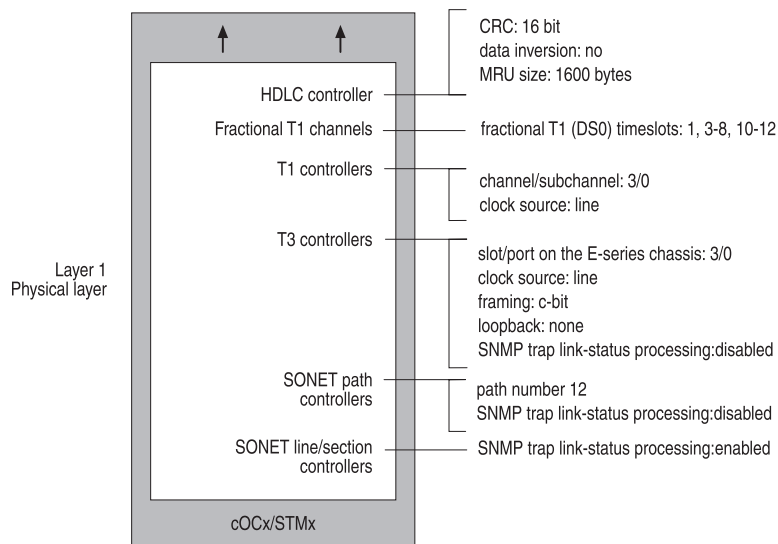 CRC: 16 bit
data inversion: no
MRU size: 1600 bytes
HDLC controller
Fractional T1 channels
fractional T1 (DS0) timeslots: 1, 3-8, 10-12
T1 controllers
channel/subchannel: 3/0
clock source: line
T3 controllers
slot/port on the E-series chassis: 3/0
clock source: line
framing: c-bit
loopback: none
SNMP trap link-status processing:disabled
Layer 1
Physical layer
SONET path
controllers
path number 12
SNMP trap link-status processing:disabled
SONET line/section
controllers
SNMP trap link-status processing:enabled
cOCx/STMx